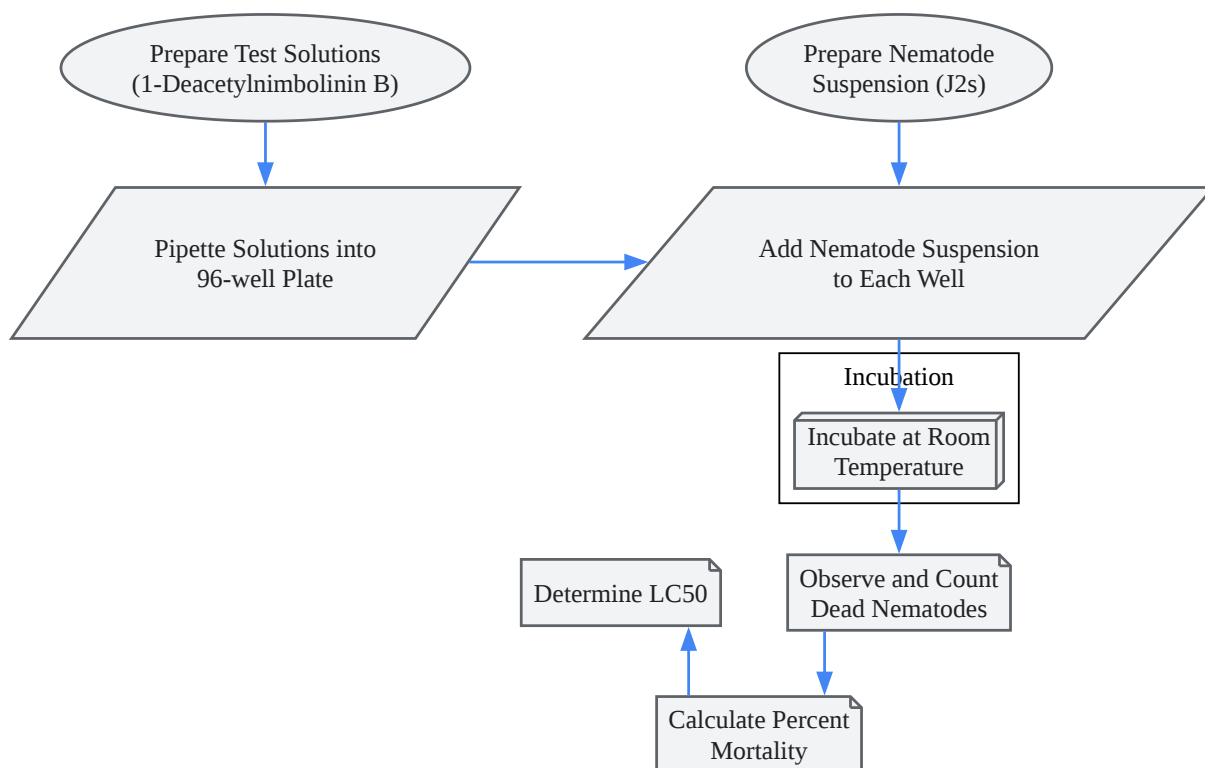 Prepare Test Solutions
(1-Deacetylnimbolinin B)
Prepare Nematode
Suspension (J2s)
Pipette Solutions into
96-well Plate
Add Nematode Suspension
to Each Well
Incubation
Incubate at Room
Temperature
Observe and Count
Dead Nematodes
Determine LC50
Calculate Percent
Mortality